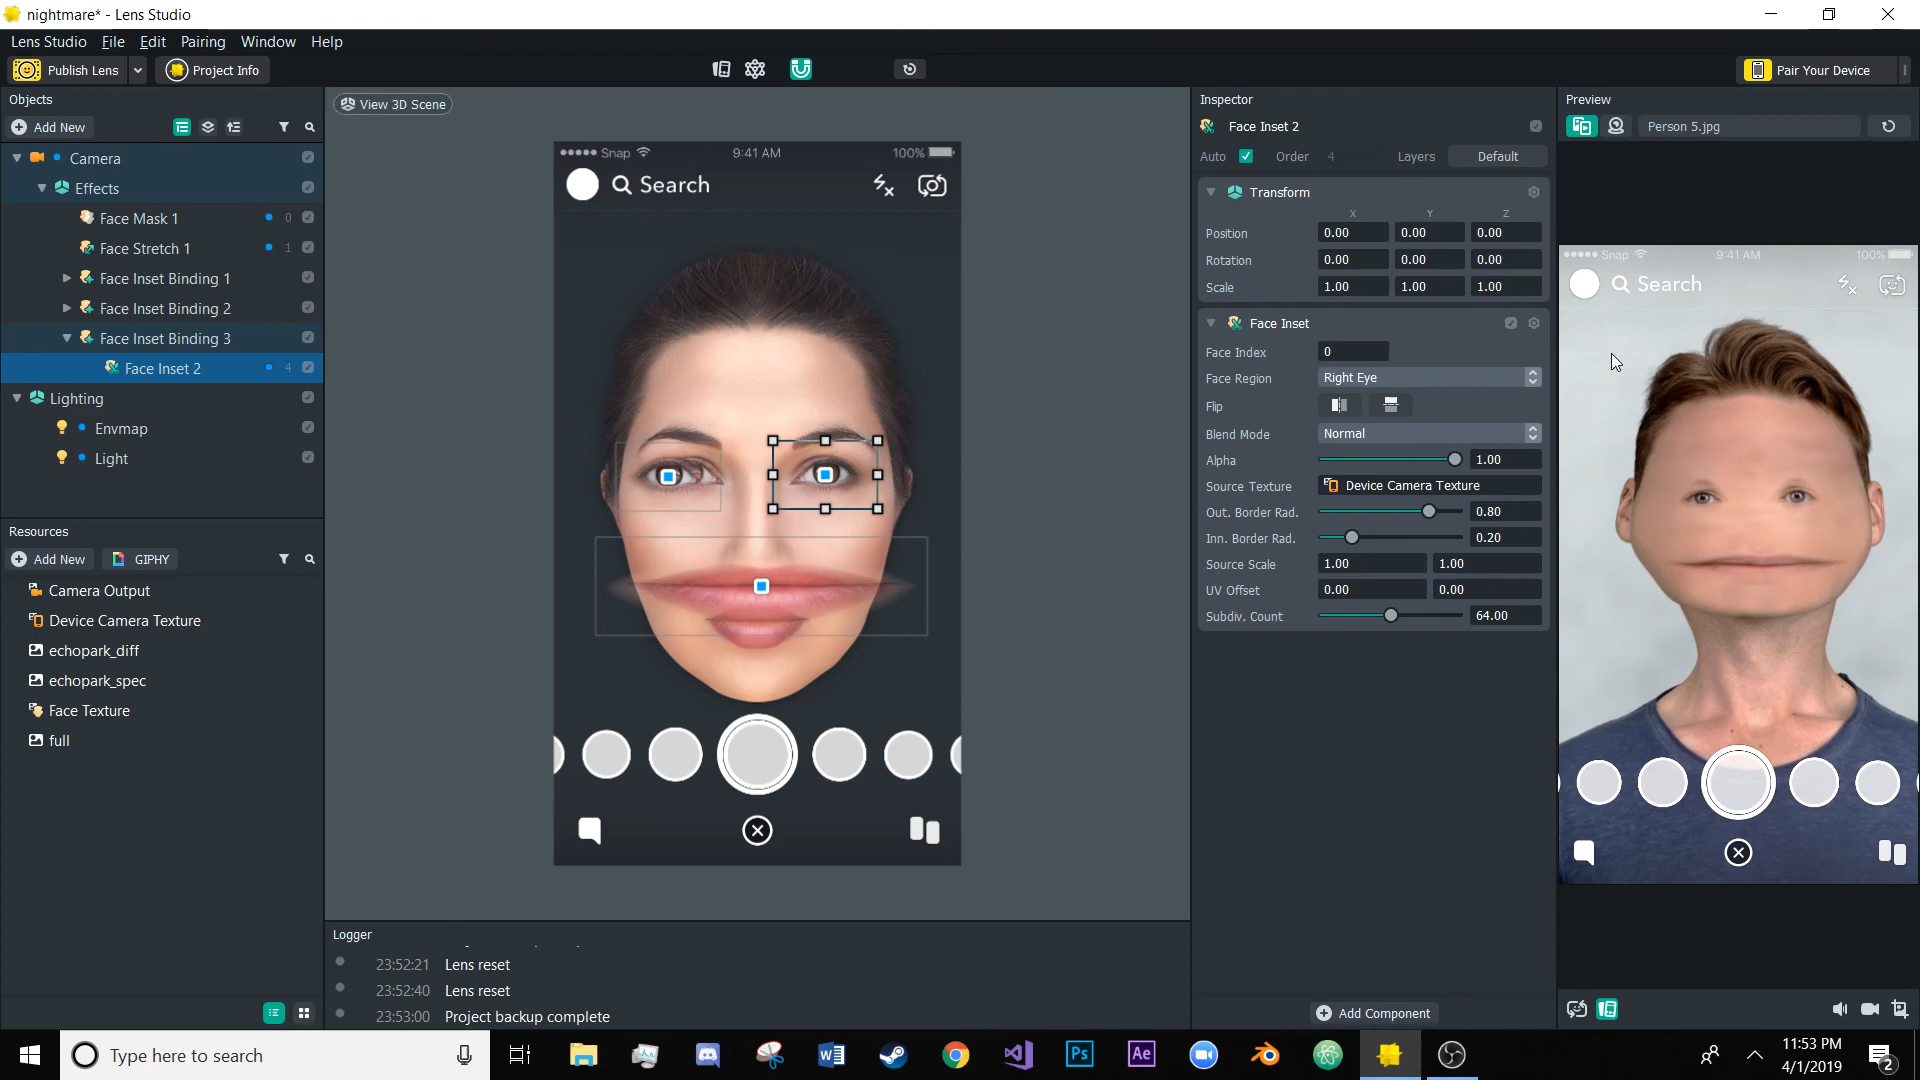 nightmare* - Lens Studio
Lens Studio File Edit Pairing Window Help
Publish Lens Project Info Pair Your Device
Objects
Add New
Camera
Effects
Face Mask 1 0
Face Stretch 1 1
Face Inset Binding 1
Face Inset Binding 2
Face Inset Binding 3
Face Inset 2 4
Lighting
Envmap
Light
Resources
Add New GIPHY
Camera Output
Device Camera Texture
echopark_diff
echopark_spec
Face Texture
full
View 3D Scene
Snap 9:41 AM 100%
Search
Logger
23:52:21 Lens reset
23:52:40 Lens reset
23:53:00 Project backup complete
Inspector
Face Inset 2
Auto Order 4 Layers Default
Transform
X Y Z
Position 0.00 0.00 0.00
Rotation 0.00 0.00 0.00
Scale 1.00 1.00 1.00
Face Inset
Face Index 0
Face Region Right Eye
Flip
Blend Mode Normal
Alpha 1.00
Source Texture Device Camera Texture
Out. Border Rad. 0.80
Inn. Border Rad. 0.20
Source Scale 1.00 1.00
UV Offset 0.00 0.00
Subdiv. Count 64.00
Add Component
Preview
Person 5.jpg
Snap 9:41 AM 100%
Search
Type here to search
W
Ps
Ae
11:53 PM
4/1/2019
2